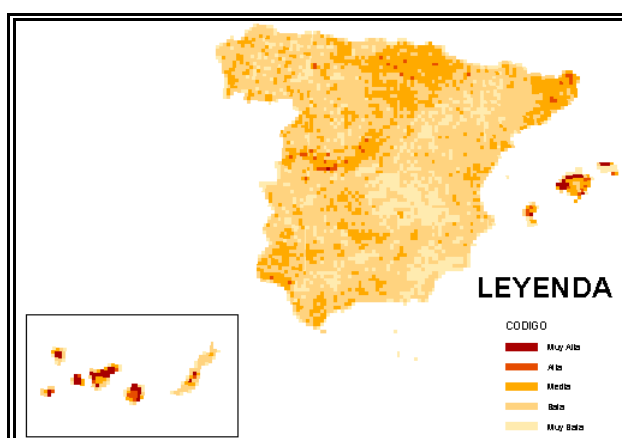 LEYENDA
CODIGO
Muy Alta
Alta
Media
Baja
Muy Baja